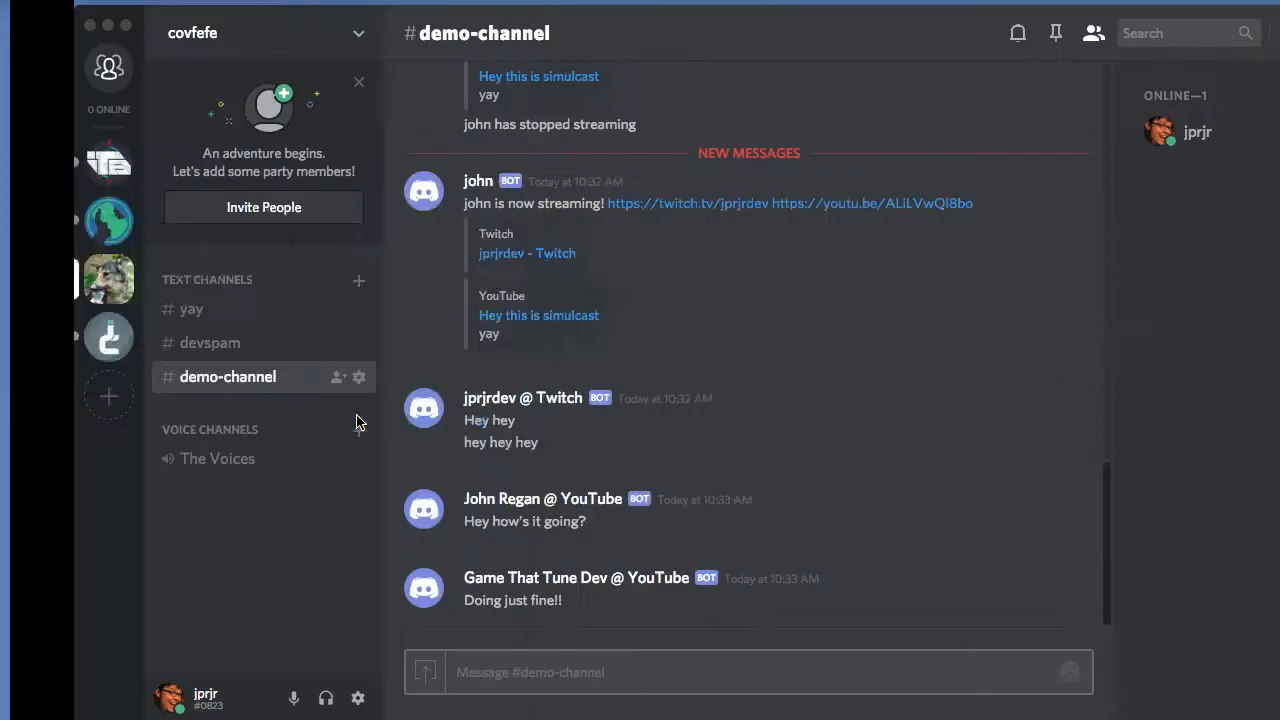 covfefe
#demo-channel
Search
0 ONLINE
An adventure begins.
Let's add some party members!
Invite People
TEXT CHANNELS
# yay
# devspam
# demo-channel
VOICE CHANNELS
The Voices
jprjr
#0823
Hey this is simulcast
yay
john has stopped streaming
NEW MESSAGES
john BOT Today at 10:32 AM
john is now streaming! https://twitch.tv/jprjrdev https://youtu.be/ALiLVwQl8bo
Twitch
jprjrdev - Twitch
YouTube
Hey this is simulcast
yay
jprjrdev @ Twitch BOT Today at 10:32 AM
Hey hey
hey hey hey
John Regan @ YouTube BOT Today at 10:33 AM
Hey how's it going?
Game That Tune Dev @ YouTube BOT Today at 10:33 AM
Doing just fine!!
Message #demo-channel
ONLINE—1
jprjr